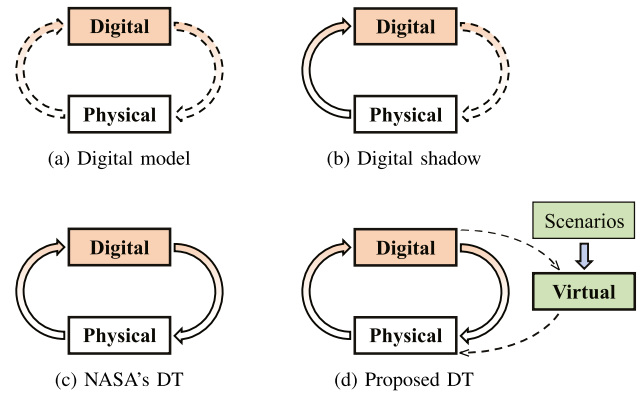 Digital
Physical
(a) Digital model
Digital
Physical
(b) Digital shadow
Digital
Physical
(c) NASA's DT
Digital
Physical
Scenarios
Virtual
(d) Proposed DT